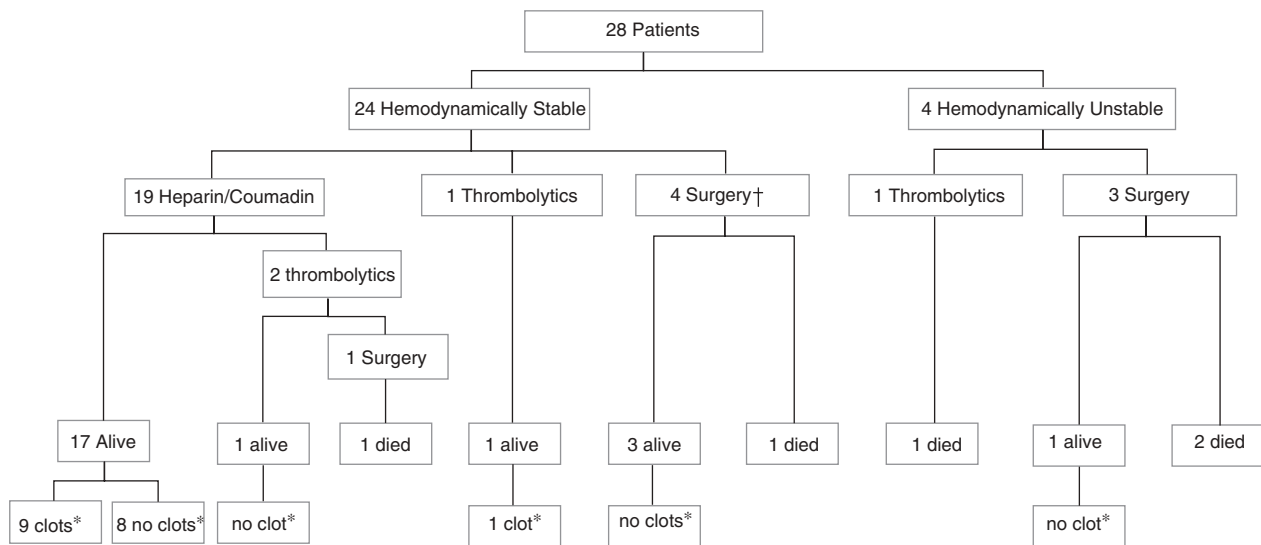 28 Patients
24 Hemodynamically Stable
4 Hemodynamically Unstable
19 Heparin/Coumadin
1 Thrombolytics
4 Surgery†
1 Thrombolytics
3 Surgery
2 thrombolytics
1 Surgery
17 Alive
1 alive
1 died
1 alive
3 alive
1 died
1 died
1 alive
2 died
9 clots*
8 no clots*
no clot*
1 clot*
no clots*
no clot*